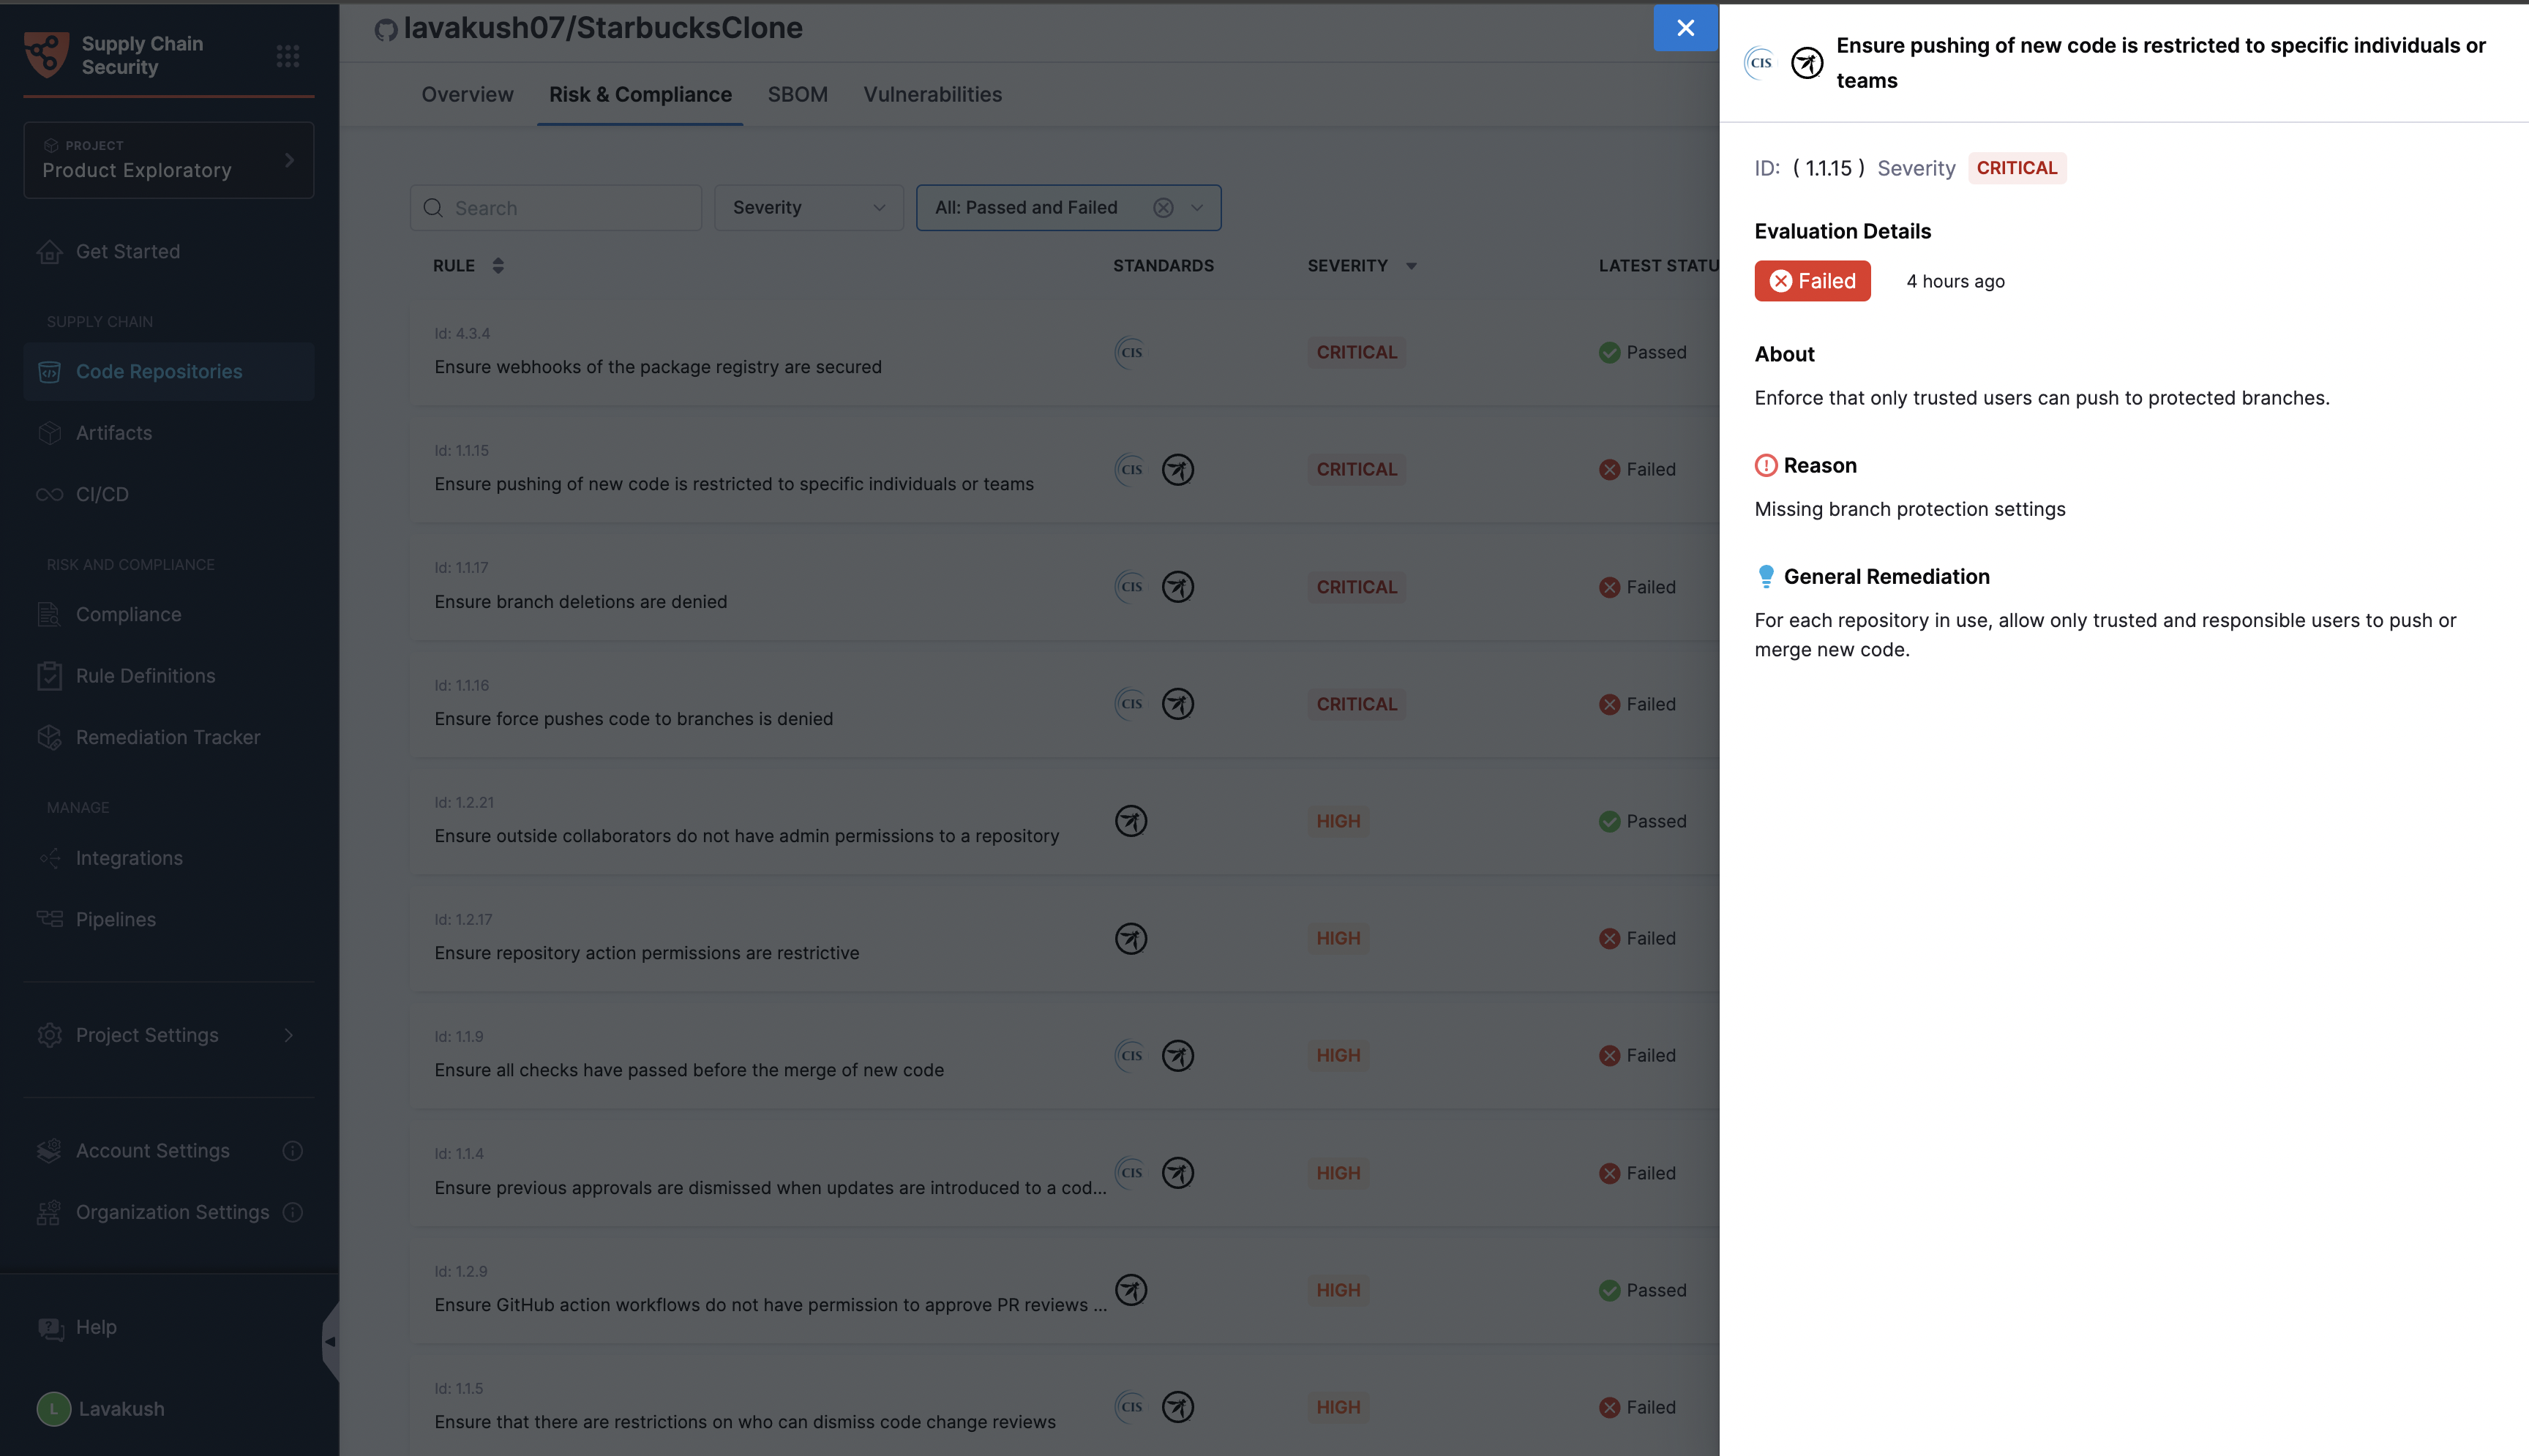 Supply Chain
Security
PROJECT
Product Exploratory
Get Started
SUPPLY CHAIN
Code Repositories
Artifacts
CI/CD
RISK AND COMPLIANCE
Compliance
Rule Definitions
Remediation Tracker
MANAGE
Integrations
Pipelines
Project Settings
Account Settings
Organization Settings
Help
L
Lavakush
lavakush07/StarbucksClone
Overview
Risk & Compliance
SBOM
Vulnerabilities
Search
Severity
All: Passed and Failed
RULE
STANDARDS
SEVERITY
LATEST STATU
Id: 4.3.4
Ensure webhooks of the package registry are secured
CIS
CRITICAL
Passed
Id: 1.1.15
Ensure pushing of new code is restricted to specific individuals or teams
CIS
CRITICAL
Failed
Id: 1.1.17
Ensure branch deletions are denied
CIS
CRITICAL
Failed
Id: 1.1.16
Ensure force pushes code to branches is denied
CIS
CRITICAL
Failed
Id: 1.2.21
Ensure outside collaborators do not have admin permissions to a repository
HIGH
Passed
Id: 1.2.17
Ensure repository action permissions are restrictive
HIGH
Failed
Id: 1.1.9
Ensure all checks have passed before the merge of new code
CIS
HIGH
Failed
Id: 1.1.4
Ensure previous approvals are dismissed when updates are introduced to a cod...
CIS
HIGH
Failed
Id: 1.2.9
Ensure GitHub action workflows do not have permission to approve PR reviews ...
HIGH
Passed
Id: 1.1.5
Ensure that there are restrictions on who can dismiss code change reviews
CIS
HIGH
Failed
CIS
Ensure pushing of new code is restricted to specific individuals or
teams
ID: ( 1.1.15 ) Severity CRITICAL
Evaluation Details
Failed 4 hours ago
About
Enforce that only trusted users can push to protected branches.
Reason
Missing branch protection settings
General Remediation
For each repository in use, allow only trusted and responsible users to push or
merge new code.